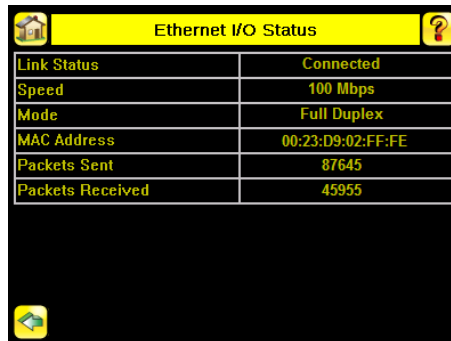 Ethernet I/O Status
?
Link Status Connected
Speed 100 Mbps
Mode Full Duplex
MAC Address 00:23:D9:02:FF:FE
Packets Sent 87645
Packets Received 45955